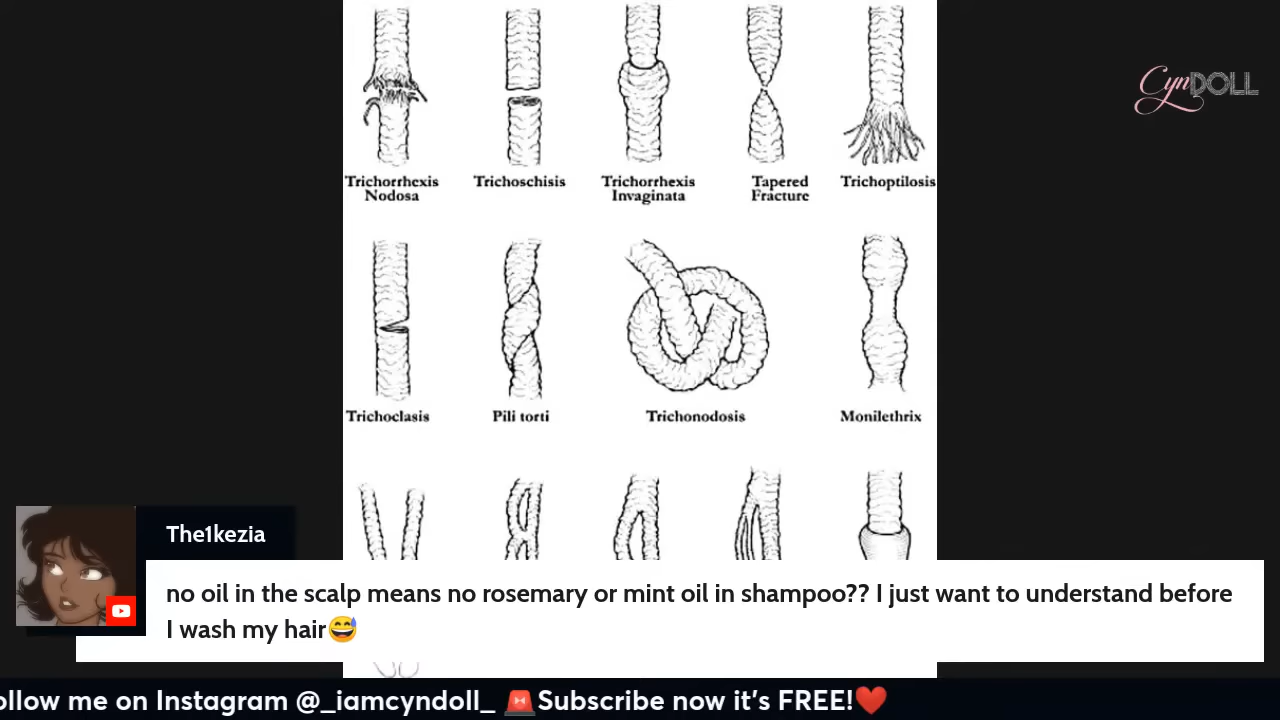 CynDOLL
Trichorrhexis Nodosa
Trichoschisis
Trichorrhexis Invaginata
Tapered Fracture
Trichoptilosis
Trichoclasis
Pili torti
Trichonodosis
Monilethrix
The1kezia
no oil in the scalp means no rosemary or mint oil in shampoo?? I just want to understand before
I wash my hair😅
ollow me on Instagram @_iamcyndoll_ 🚨Subscribe now it's FREE!❤️